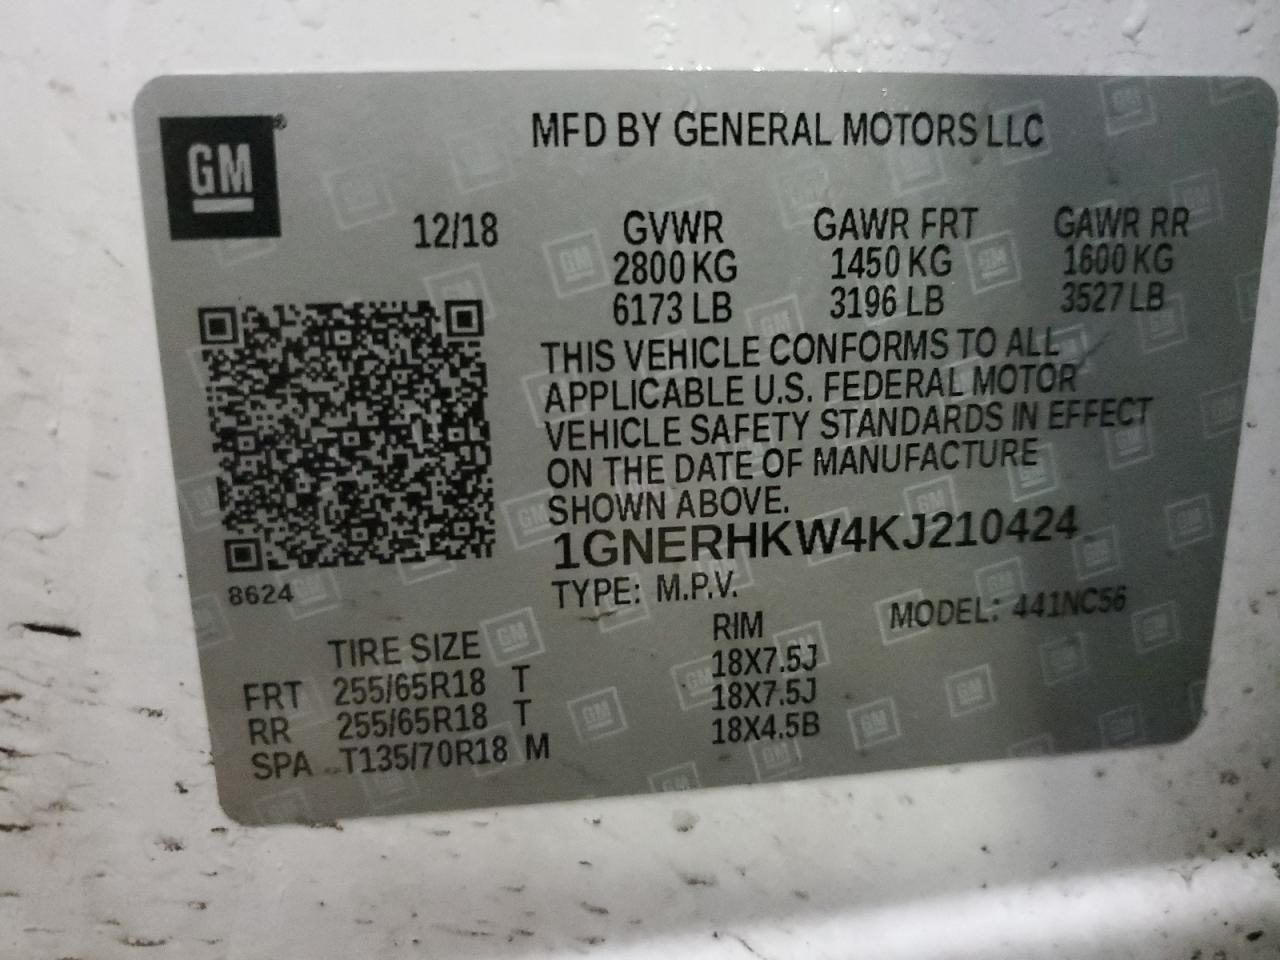 GM
MFD BY GENERAL MOTORS LLC
12/18 GVWR GAWR FRT GAWR RR
2800 KG 1450 KG 1600 KG
6173 LB 3196 LB 3527 LB
THIS VEHICLE CONFORMS TO ALL
APPLICABLE U.S. FEDERAL MOTOR
VEHICLE SAFETY STANDARDS IN EFFECT
ON THE DATE OF MANUFACTURE
SHOWN ABOVE.
1GNERHKW4KJ210424
8624
TYPE: M.P.V. MODEL: 441NC56
TIRE SIZE RIM
FRT 255/65R18 T 18X7.5J
RR 255/65R18 T 18X7.5J
SPA T135/70R18 M 18X4.5B